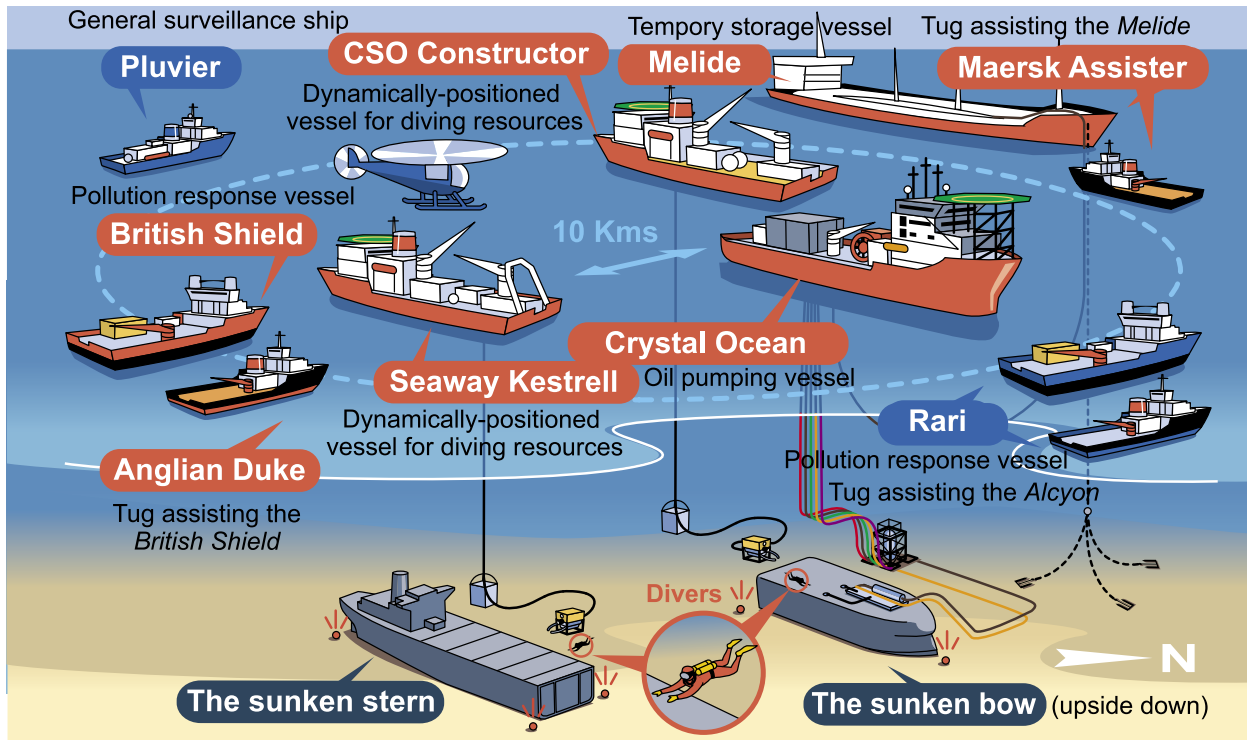 General surveillance ship
Pluvier
CSO Constructor
Dynamically-positioned
vessel for diving resources
Tempory storage vessel
Melide
Tug assisting the Melide
Maersk Assister
Pollution response vessel
British Shield
10 Kms
Crystal Ocean
Oil pumping vessel
Seaway Kestrell
Dynamically-positioned
vessel for diving resources
Rari
Pollution response vessel
Tug assisting the Alcyon
Anglian Duke
Tug assisting the
British Shield
Divers
N
The sunken stern
The sunken bow (upside down)